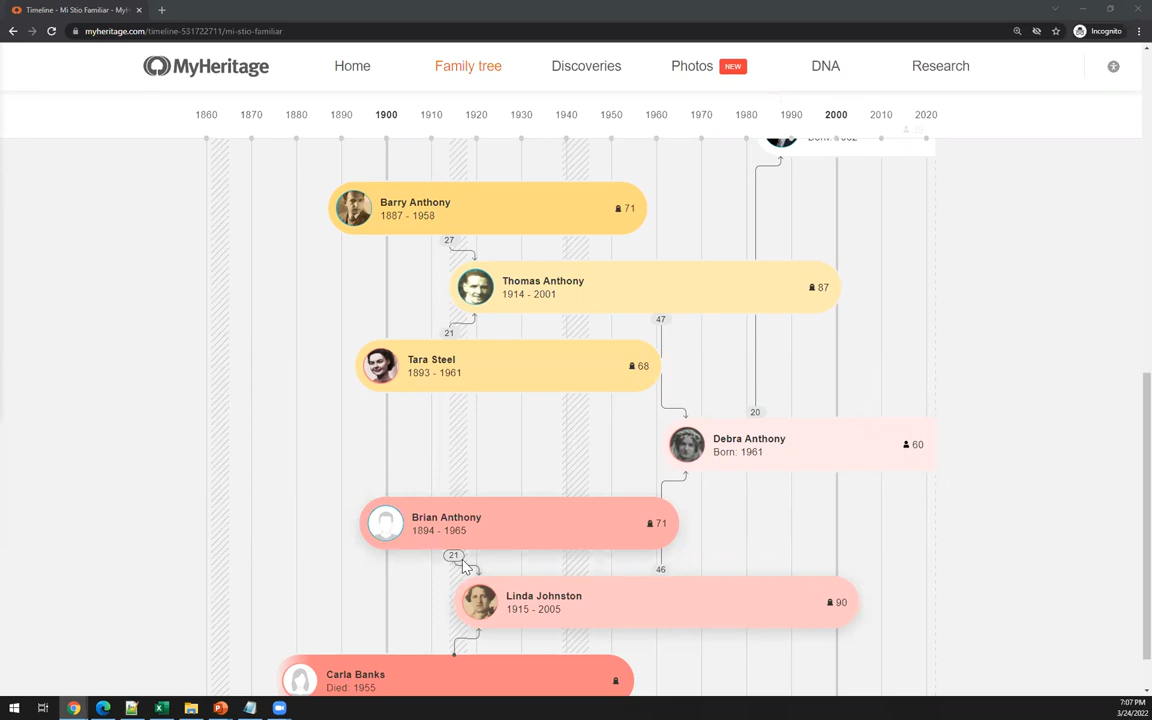 Timeline - Mi Stio Familiar - My
myheritage.com/timeline-531722711/mi-stio-familiar
Incognito
MyHeritage
Home
Family tree
Discoveries
Photos NEW
DNA
Research
1860 1870 1880 1890 1900 1910 1920 1930 1940 1950 1960 1970 1980 1990 2000 2010 2020
Barry Anthony
1887 - 1958
71
27
Thomas Anthony
1914 - 2001
87
47
21
Tara Steel
1893 - 1961
68
20
Debra Anthony
Born: 1961
60
Brian Anthony
1894 - 1965
71
21
46
Linda Johnston
1915 - 2005
90
Carla Banks
Died: 1955
7:07 PM
3/24/2022